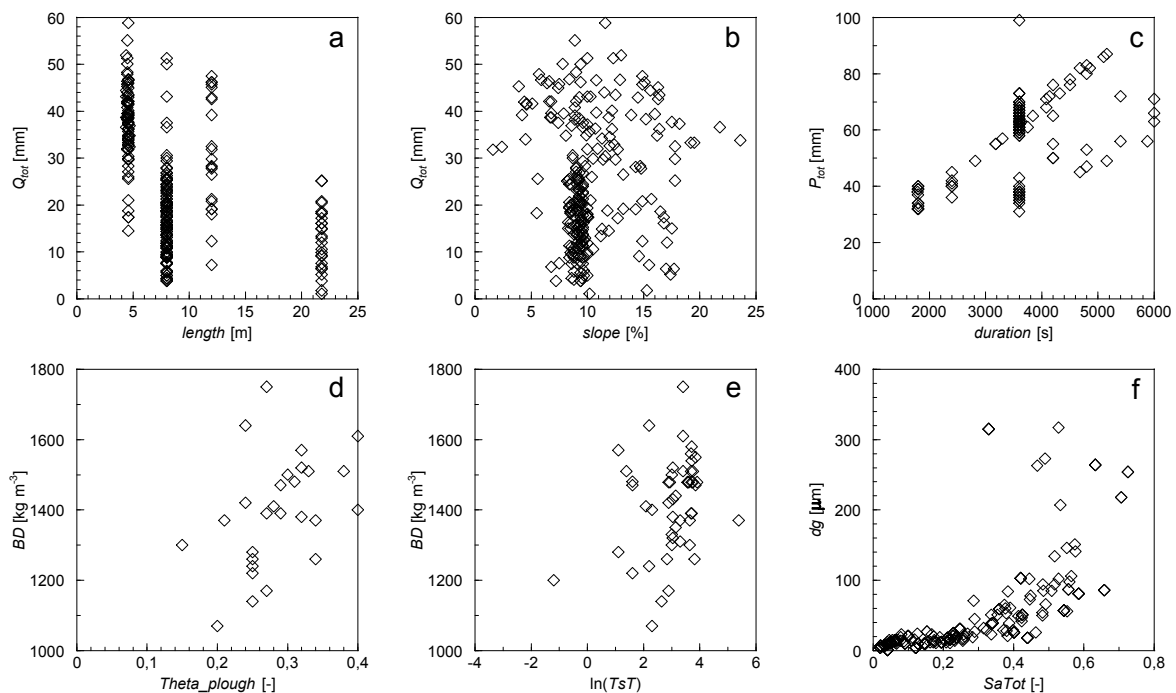 60
50
40
30
20
10
0
Qtot [mm]
a
0 5 10 15 20 25
length [m]
60
50
40
30
20
10
0
Qtot [mm]
b
0 5 10 15 20 25
slope [%]
100
80
60
40
20
0
Ptot [mm]
c
1000 2000 3000 4000 5000 6000
duration [s]
1800
1600
1400
1200
1000
BD [kg m-3]
d
0 0,1 0,2 0,3 0,4
Theta_plough [-]
1800
1600
1400
1200
1000
BD [kg m-3]
e
-4 -2 0 2 4 6
ln(TsT)
400
300
200
100
0
dg [μm]
f
0 0,2 0,4 0,6 0,8
SaTot [-]